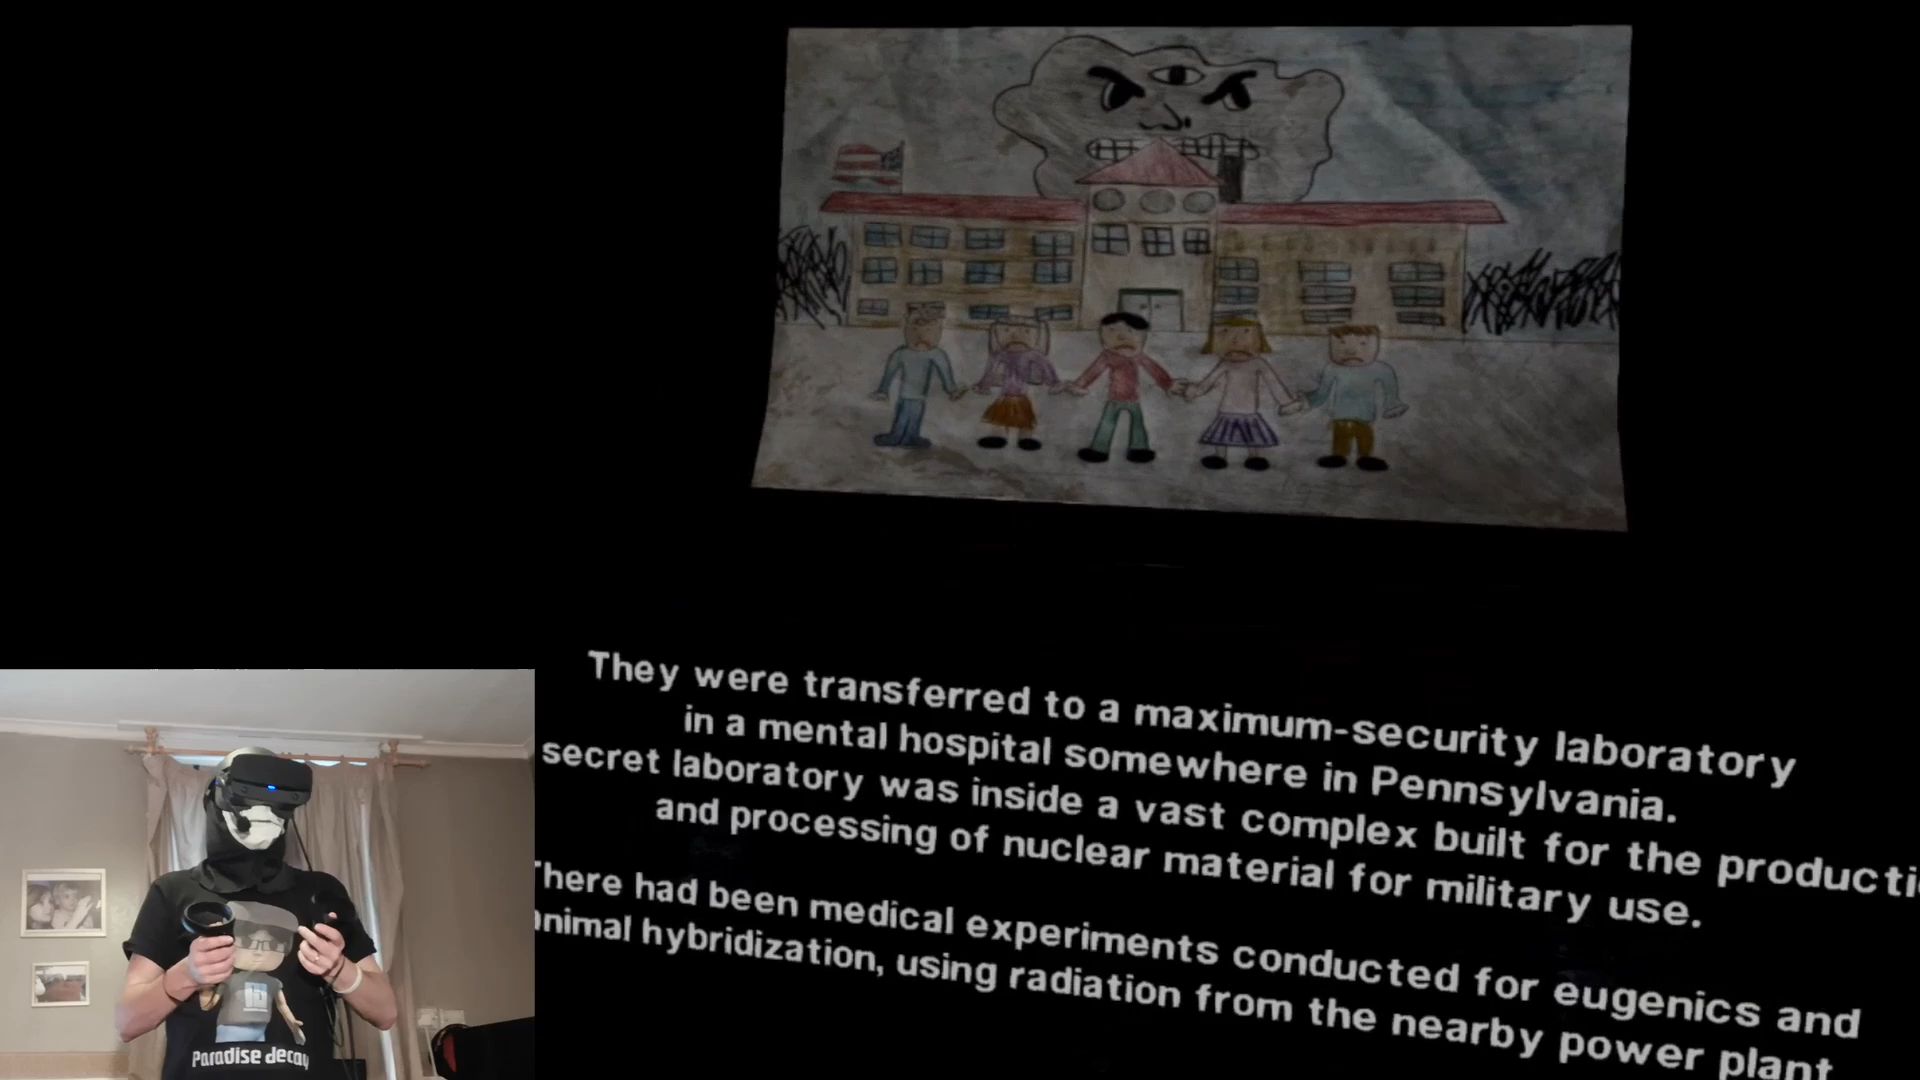 They were transferred to a maximum-security laboratory
in a mental hospital somewhere in Pennsylvania.
secret laboratory was inside a vast complex built for the
and processing of nuclear material for military use.
There had been medical experiments conducted for eugenics and
animal hybridization, using radiation from the nearby power plant
Paradise decay